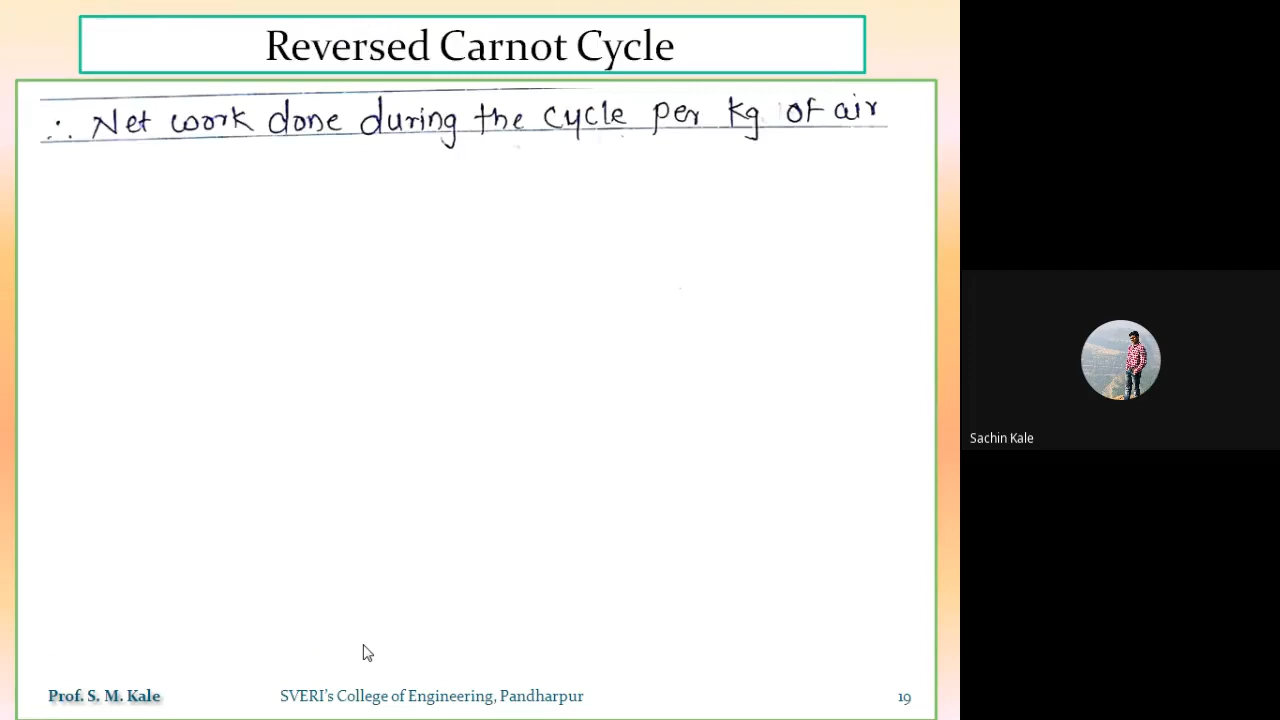 Reversed Carnot Cycle
∴ Net work done during the cycle per kg of air
Sachin Kale
Prof. S. M. Kale
SVERI's College of Engineering, Pandharpur
19